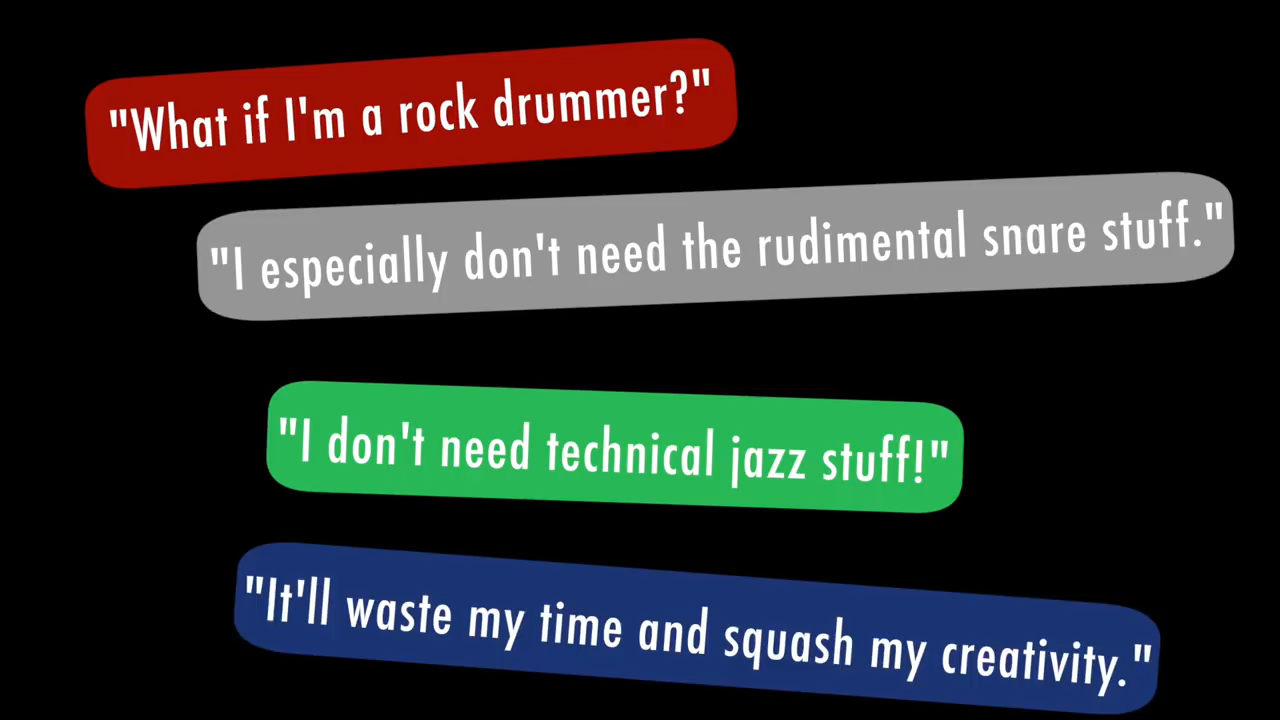 "What if I'm a rock drummer?"
"I especially don't need the rudimental snare stuff."
"I don't need technical jazz stuff!"
"It'll waste my time and squash my creativity."